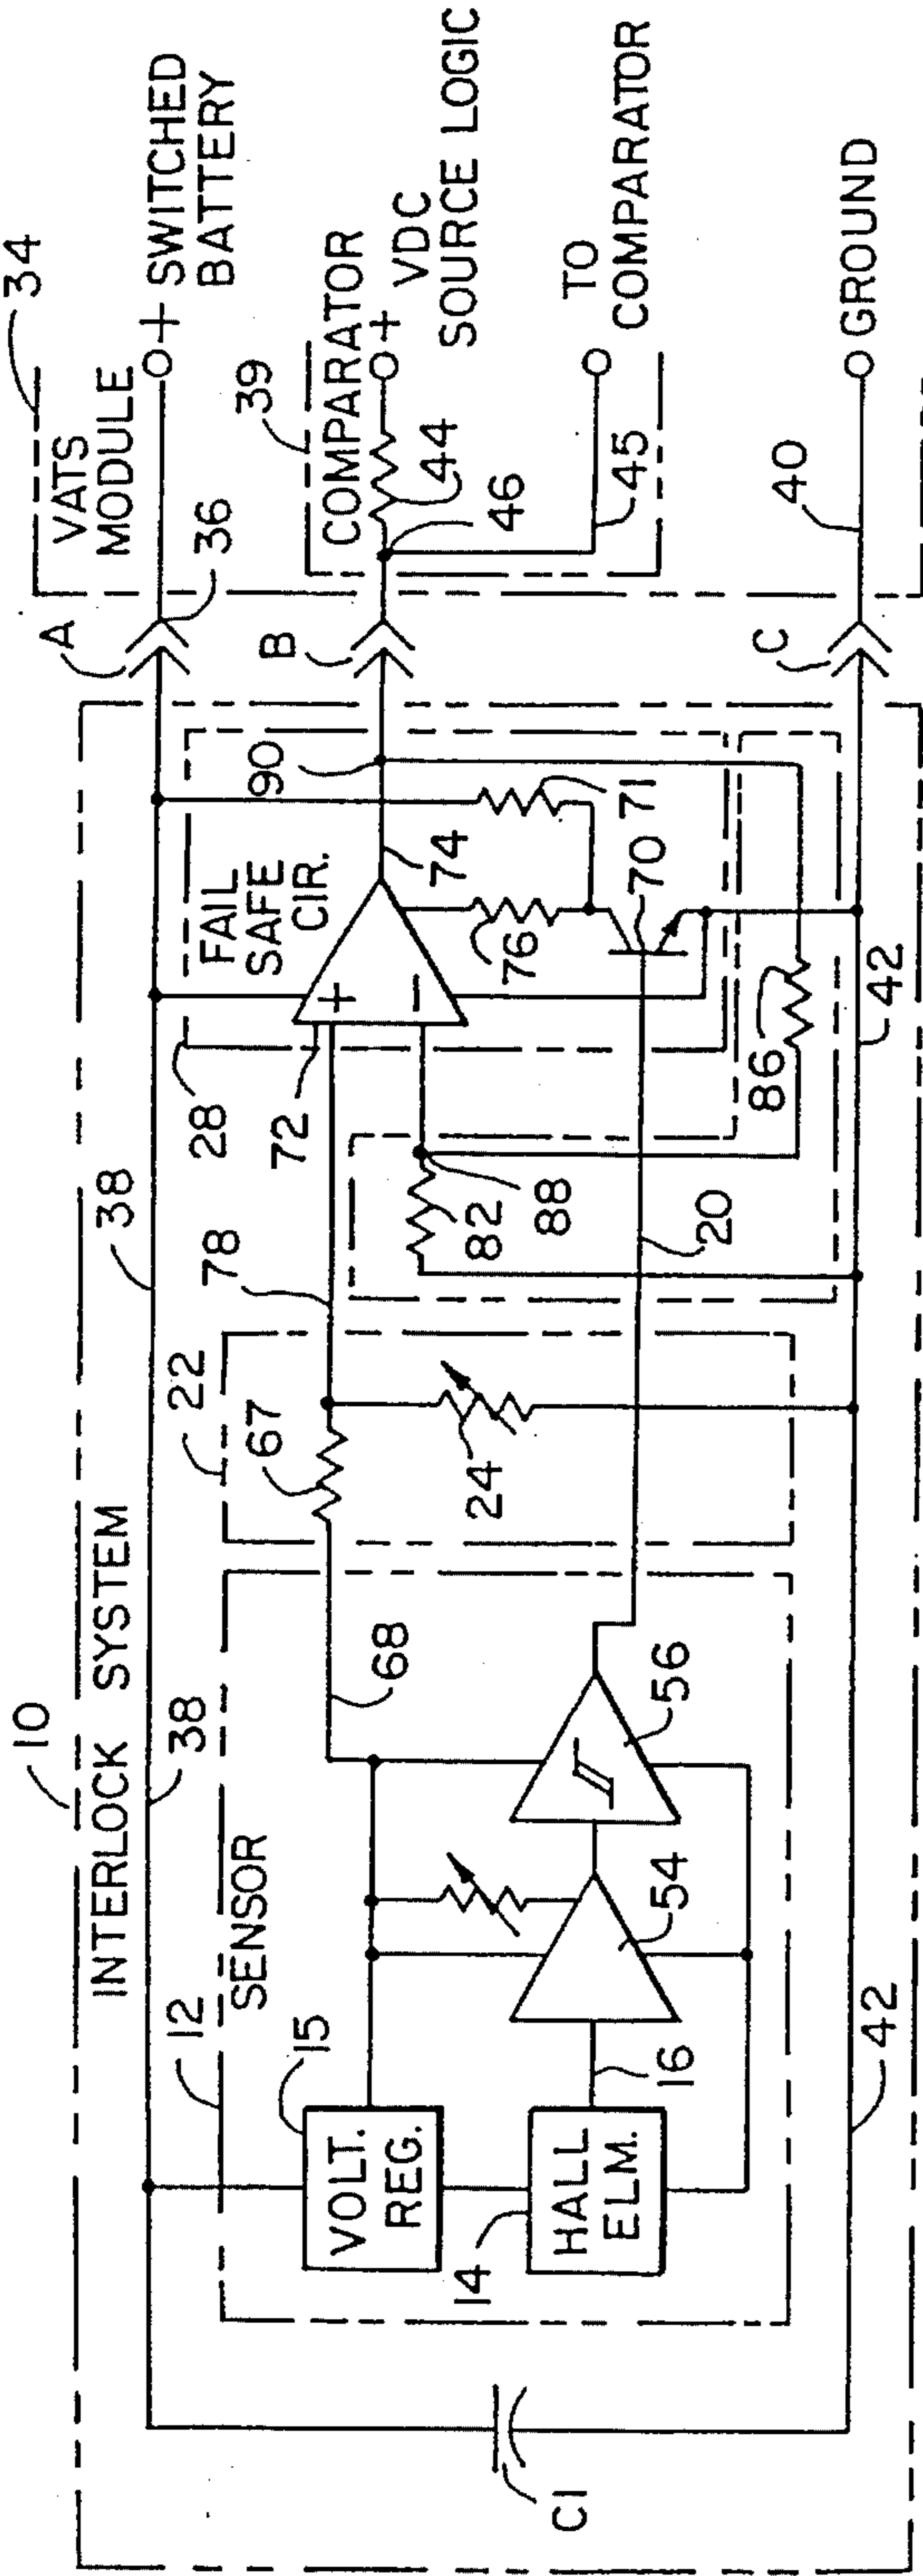 10
INTERLOCK SYSTEM
38
38
34
VATS
MODULE
A
36
+ SWITCHED
BATTERY
12
SENSOR
15
VOLT.
REG.
14
HALL
ELM.
16
54
56
68
22
67
24
78
20
28
72
FAIL
SAFE
CIR.
+
−
74
90
76
71
70
82
88
86
B
39
COMPARATOR
+ VDC
SOURCE LOGIC
44
46
45
TO
COMPARATOR
C
40
GROUND
42
42
C1